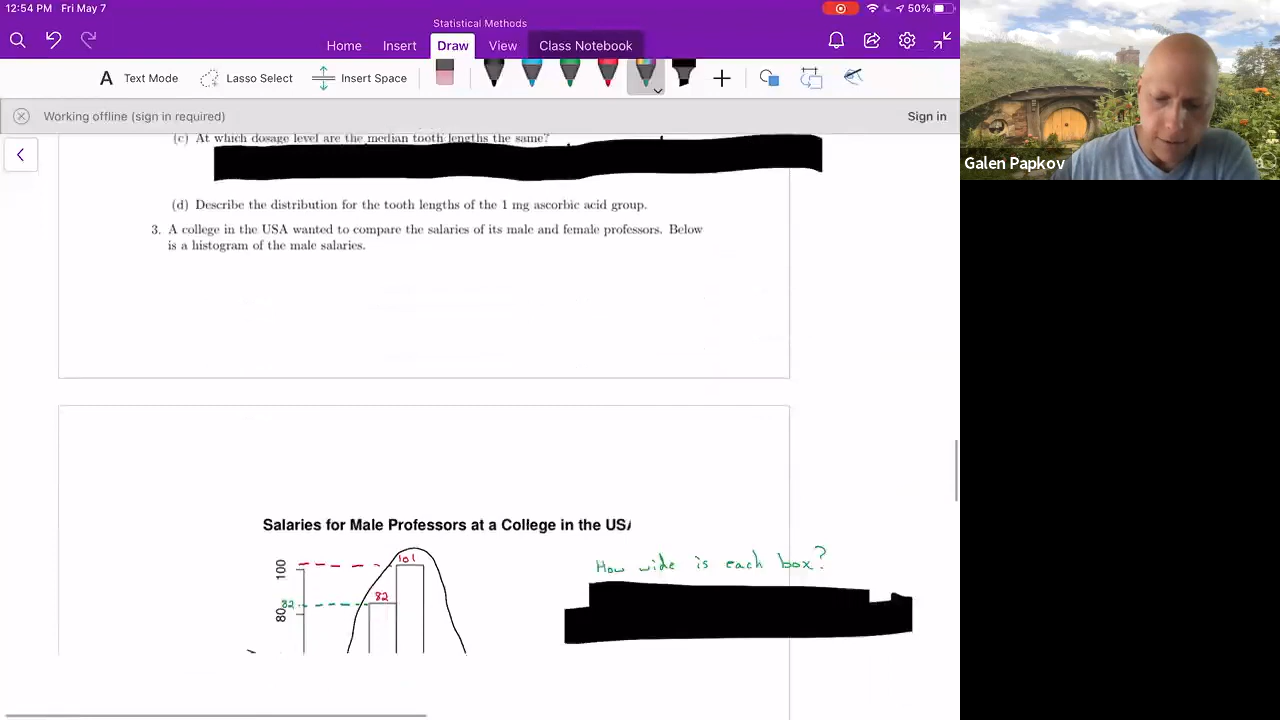 12:54 PM Fri May 7
50%
Statistical Methods
Home Insert Draw View Class Notebook
Text Mode Lasso Select Insert Space
Working offline (sign in required) Sign in
Galen Papkov
(c) At which dosage level are the median tooth lengths the same?
(d) Describe the distribution for the tooth lengths of the 1 mg ascorbic acid group.
3. A college in the USA wanted to compare the salaries of its male and female professors. Below
is a histogram of the male salaries.
Salaries for Male Professors at a College in the USA
How wide is each box?
101
100
82
82
80